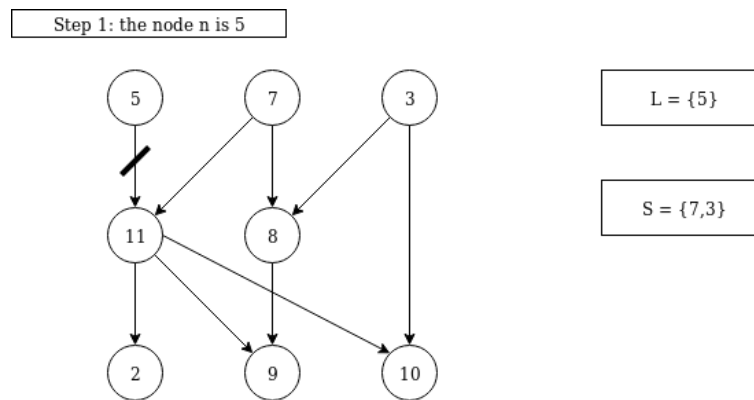 Step 1: the node n is 5
5 7 3
L = {5}
S = {7,3}
11 8
2 9 10